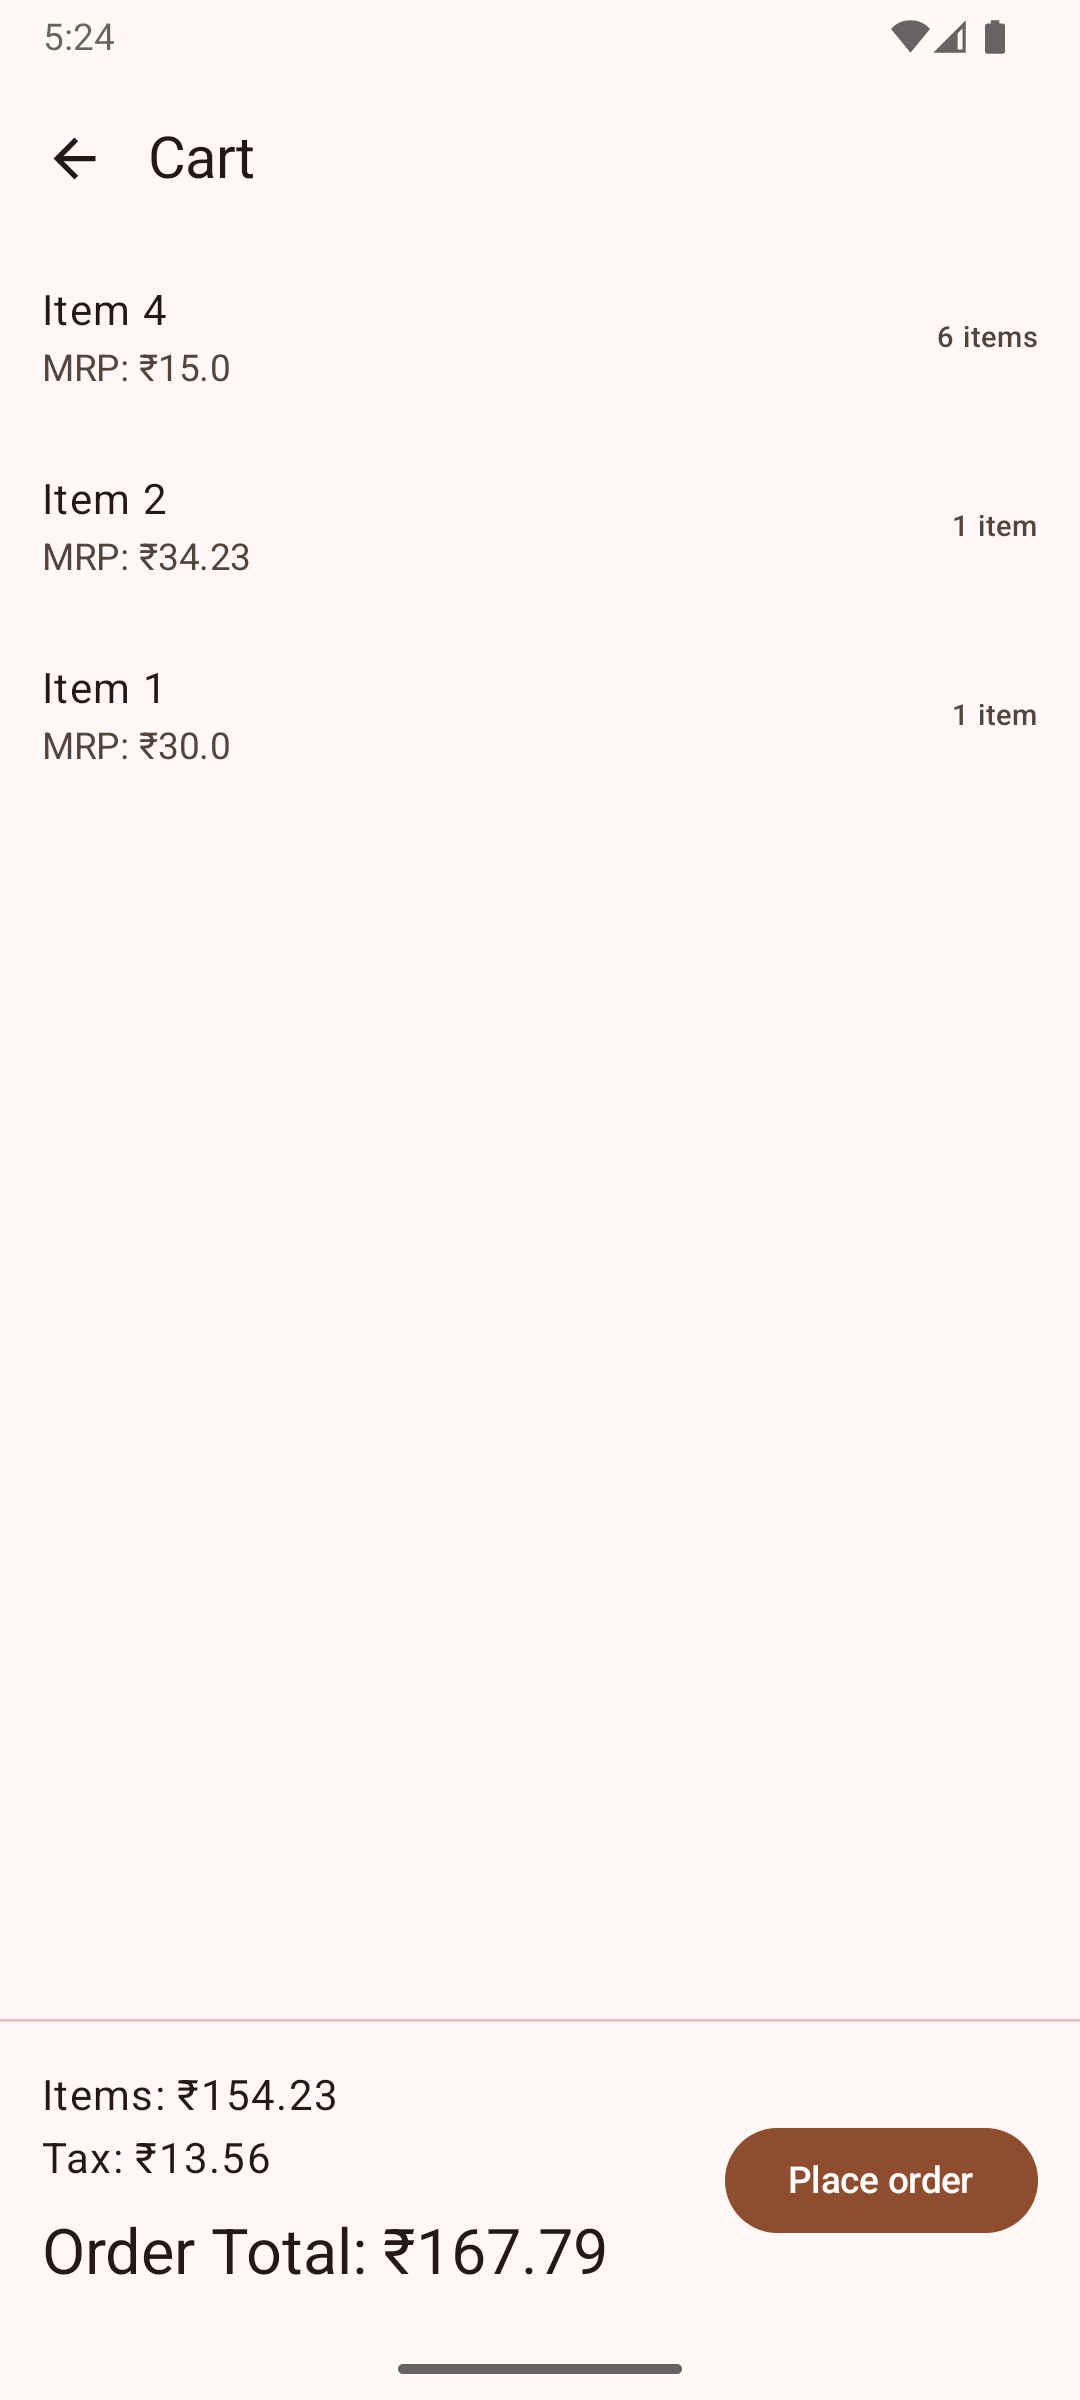 5:24
Cart
Item 4
MRP: ₹15.0
6 items
Item 2
MRP: ₹34.23
1 item
Item 1
MRP: ₹30.0
1 item
Items: ₹154.23
Tax: ₹13.56
Order Total: ₹167.79
Place order